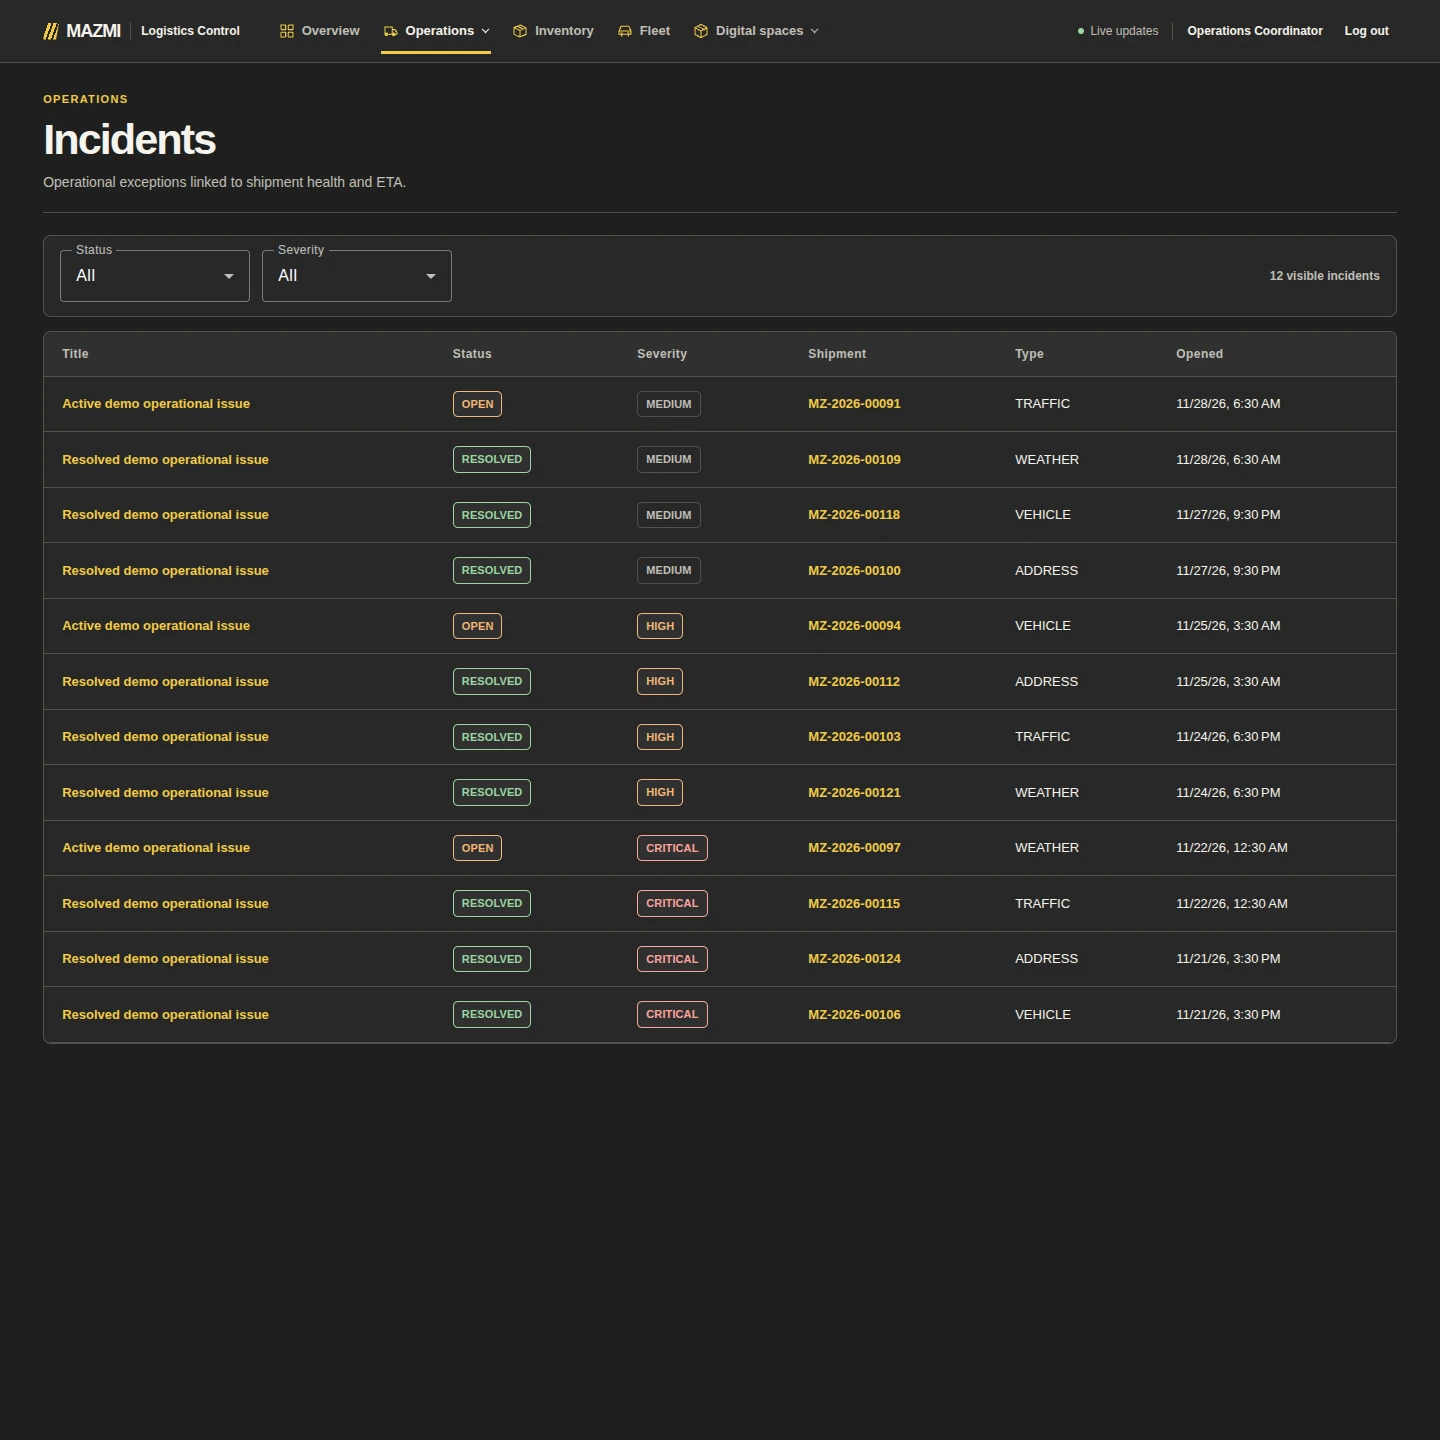 MAZMI Logistics Control Overview Operations Inventory Fleet Digital spaces Live updates Operations Coordinator Log out
OPERATIONS
Incidents
Operational exceptions linked to shipment health and ETA.
Status Severity
All All 12 visible incidents
Title Status Severity Shipment Type Opened
Active demo operational issue OPEN MEDIUM MZ-2026-00091 TRAFFIC 11/28/26, 6:30 AM
Resolved demo operational issue RESOLVED MEDIUM MZ-2026-00109 WEATHER 11/28/26, 6:30 AM
Resolved demo operational issue RESOLVED MEDIUM MZ-2026-00118 VEHICLE 11/27/26, 9:30 PM
Resolved demo operational issue RESOLVED MEDIUM MZ-2026-00100 ADDRESS 11/27/26, 9:30 PM
Active demo operational issue OPEN HIGH MZ-2026-00094 VEHICLE 11/25/26, 3:30 AM
Resolved demo operational issue RESOLVED HIGH MZ-2026-00112 ADDRESS 11/25/26, 3:30 AM
Resolved demo operational issue RESOLVED HIGH MZ-2026-00103 TRAFFIC 11/24/26, 6:30 PM
Resolved demo operational issue RESOLVED HIGH MZ-2026-00121 WEATHER 11/24/26, 6:30 PM
Active demo operational issue OPEN CRITICAL MZ-2026-00097 WEATHER 11/22/26, 12:30 AM
Resolved demo operational issue RESOLVED CRITICAL MZ-2026-00115 TRAFFIC 11/22/26, 12:30 AM
Resolved demo operational issue RESOLVED CRITICAL MZ-2026-00124 ADDRESS 11/21/26, 3:30 PM
Resolved demo operational issue RESOLVED CRITICAL MZ-2026-00106 VEHICLE 11/21/26, 3:30 PM